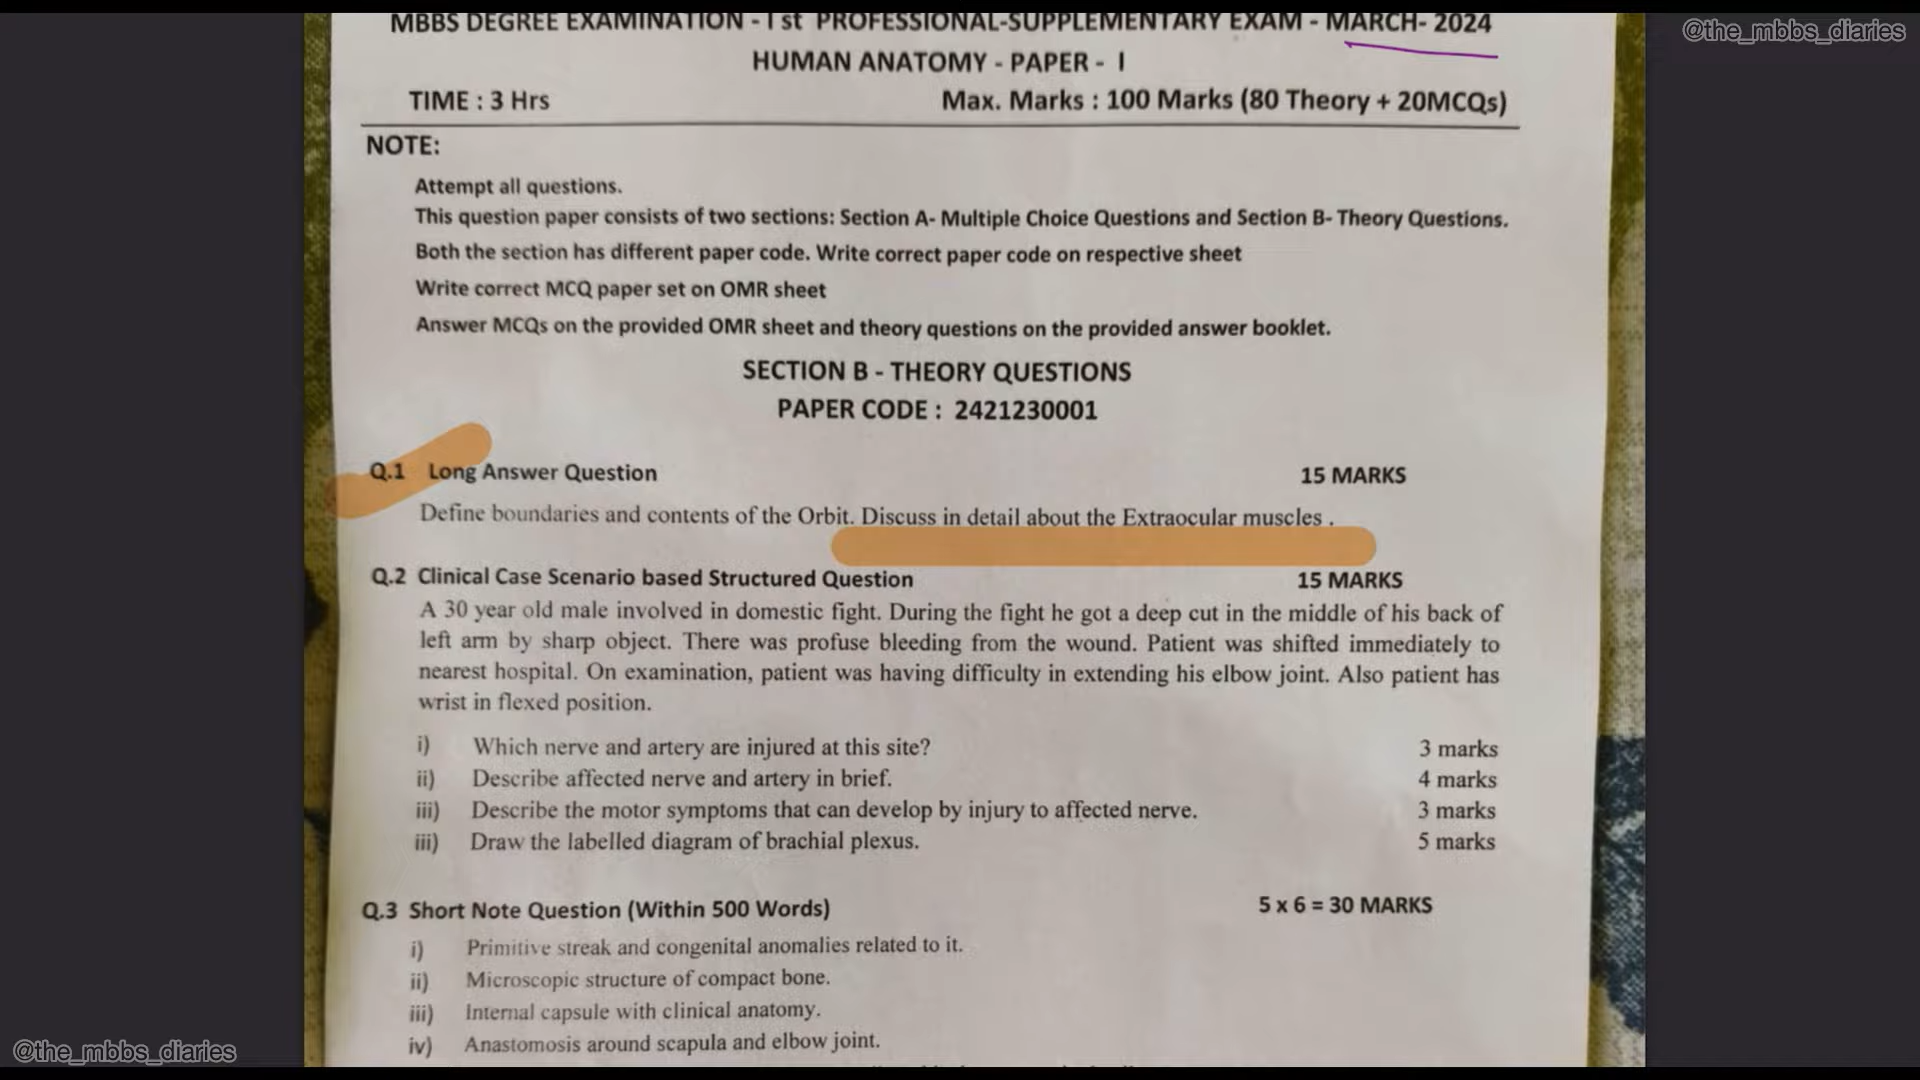 @the_mbbs_diaries
MBBS DEGREE EXAMINATION - I st PROFESSIONAL-SUPPLEMENTARY EXAM - MARCH- 2024
HUMAN ANATOMY - PAPER - I
TIME : 3 Hrs Max. Marks : 100 Marks (80 Theory + 20MCQs)
NOTE:
Attempt all questions.
This question paper consists of two sections: Section A- Multiple Choice Questions and Section B- Theory Questions.
Both the section has different paper code. Write correct paper code on respective sheet
Write correct MCQ paper set on OMR sheet
Answer MCQs on the provided OMR sheet and theory questions on the provided answer booklet.
SECTION B - THEORY QUESTIONS
PAPER CODE : 2421230001
Q.1 Long Answer Question 15 MARKS
Define boundaries and contents of the Orbit. Discuss in detail about the Extraocular muscles .
Q.2 Clinical Case Scenario based Structured Question 15 MARKS
A 30 year old male involved in domestic fight. During the fight he got a deep cut in the middle of his back of
left arm by sharp object. There was profuse bleeding from the wound. Patient was shifted immediately to
nearest hospital. On examination, patient was having difficulty in extending his elbow joint. Also patient has
wrist in flexed position.
i) Which nerve and artery are injured at this site? 3 marks
ii) Describe affected nerve and artery in brief. 4 marks
iii) Describe the motor symptoms that can develop by injury to affected nerve. 3 marks
iii) Draw the labelled diagram of brachial plexus. 5 marks
Q.3 Short Note Question (Within 500 Words) 5 x 6 = 30 MARKS
i) Primitive streak and congenital anomalies related to it.
ii) Microscopic structure of compact bone.
iii) Internal capsule with clinical anatomy.
iv) Anastomosis around scapula and elbow joint.
@the_mbbs_diaries